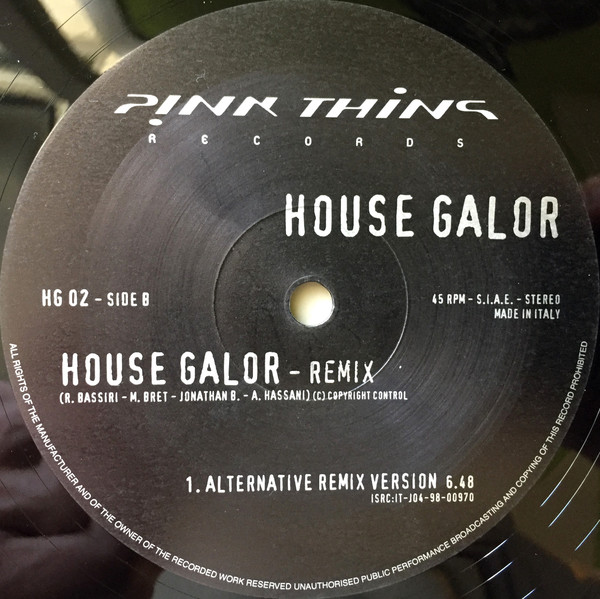 PINK THING
RECORDS
HOUSE GALOR
HG 02 - SIDE B
45 RPM - S.I.A.E. - STEREO
MADE IN ITALY
HOUSE GALOR - REMIX
(R. BASSIRI - M. BRET - JONATHAN B. - A. HASSANI) (C) COPYRIGHT CONTROL
1. ALTERNATIVE REMIX VERSION 6.48
ISRC:IT-J04-98-00970
ALL RIGHTS OF THE MANUFACTURER AND OF THE OWNER OF THE RECORDED WORK RESERVED UNAUTHORISED PUBLIC PERFORMANCE BROADCASTING AND COPYING OF THIS RECORD PROHIBITED